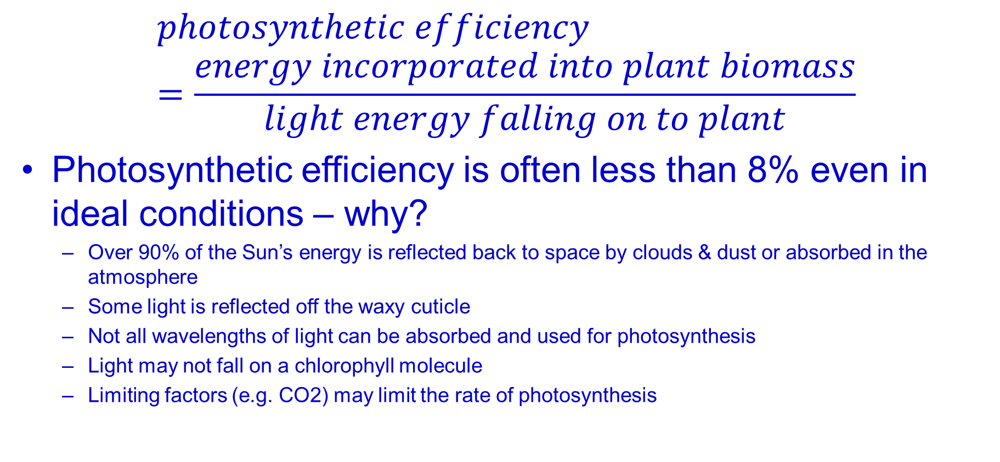 photosynthetic efficiency
= energy incorporated into plant biomass
light energy falling on to plant
• Photosynthetic efficiency is often less than 8% even in
ideal conditions – why?
– Over 90% of the Sun’s energy is reflected back to space by clouds & dust or absorbed in the
atmosphere
– Some light is reflected off the waxy cuticle
– Not all wavelengths of light can be absorbed and used for photosynthesis
– Light may not fall on a chlorophyll molecule
– Limiting factors (e.g. CO2) may limit the rate of photosynthesis